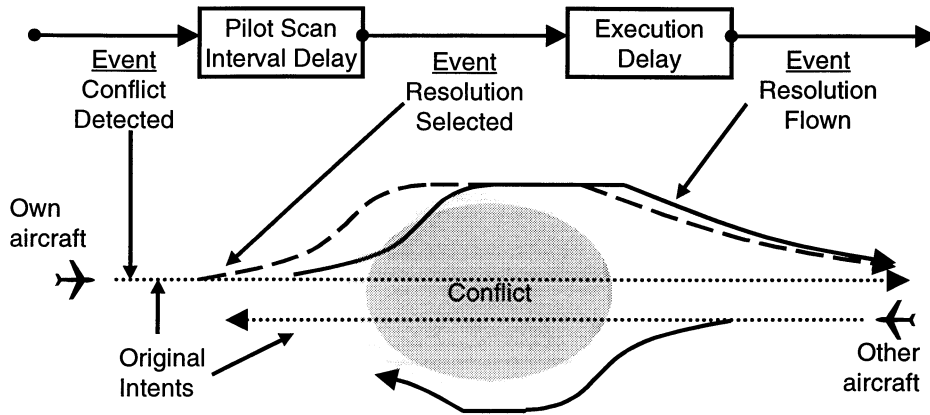 Pilot Scan
Interval Delay
Execution
Delay
Event
Conflict
Detected
Event
Resolution
Selected
Event
Resolution
Flown
Own
aircraft
Conflict
Original
Intents
Other
aircraft